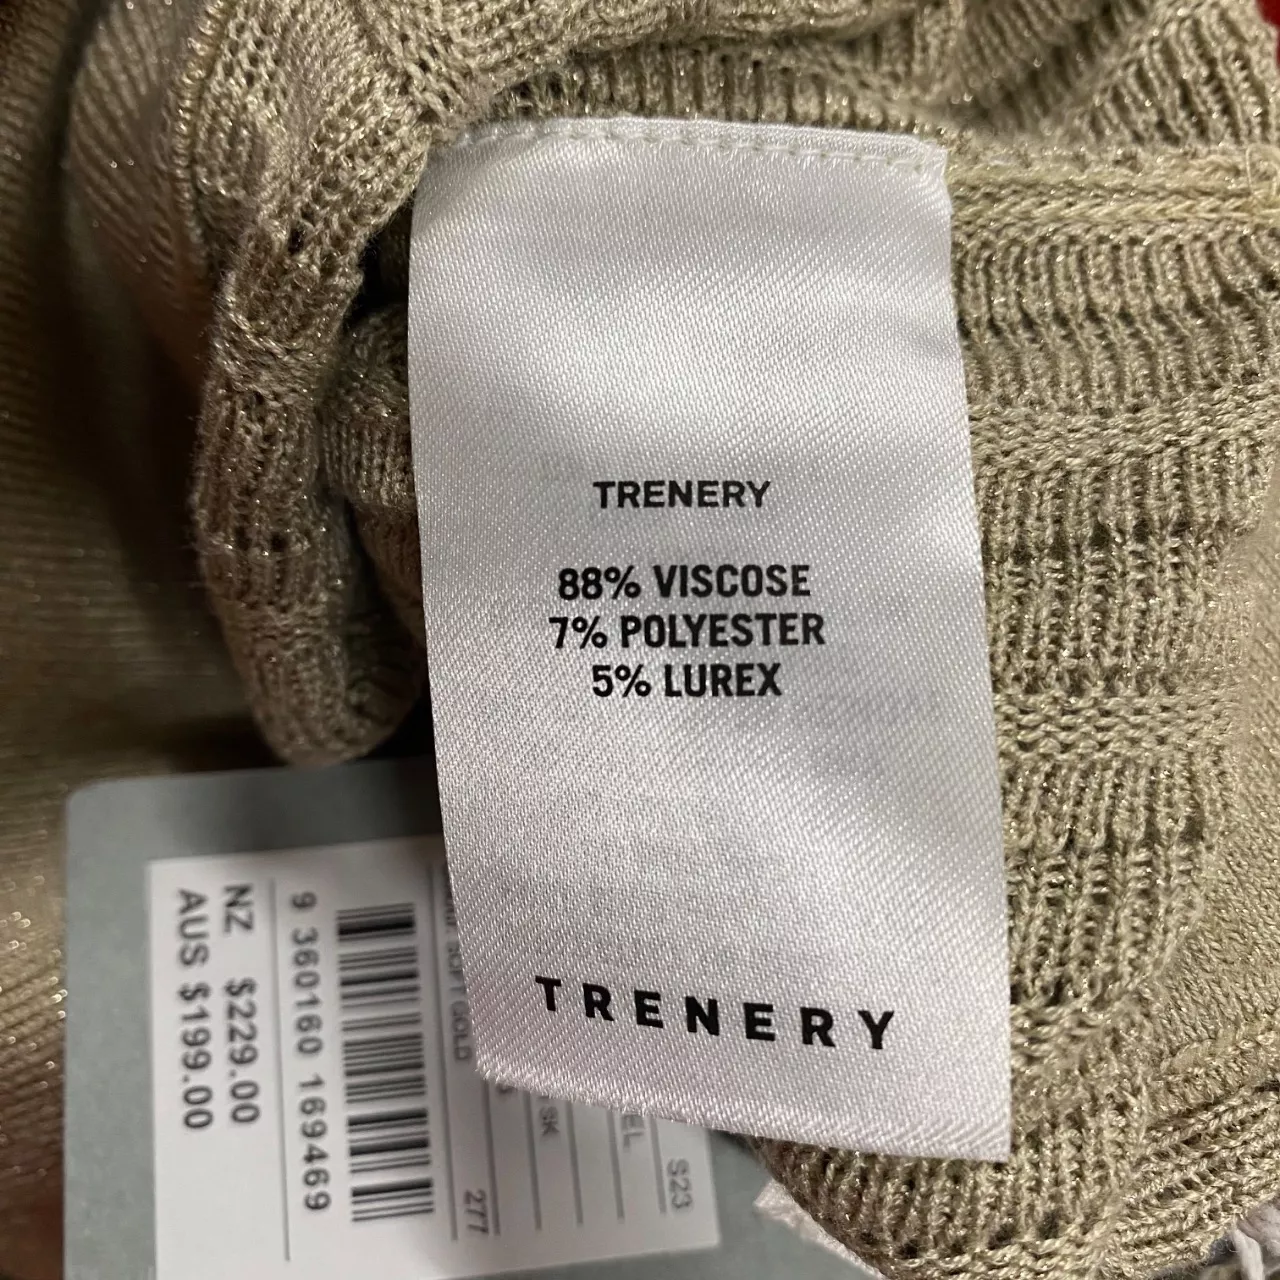 TRENERY
88% VISCOSE
7% POLYESTER
5% LUREX
TRENERY
S23
SK
277
GOLD
9 360160 169469
NZ $229.00
AUS $199.00